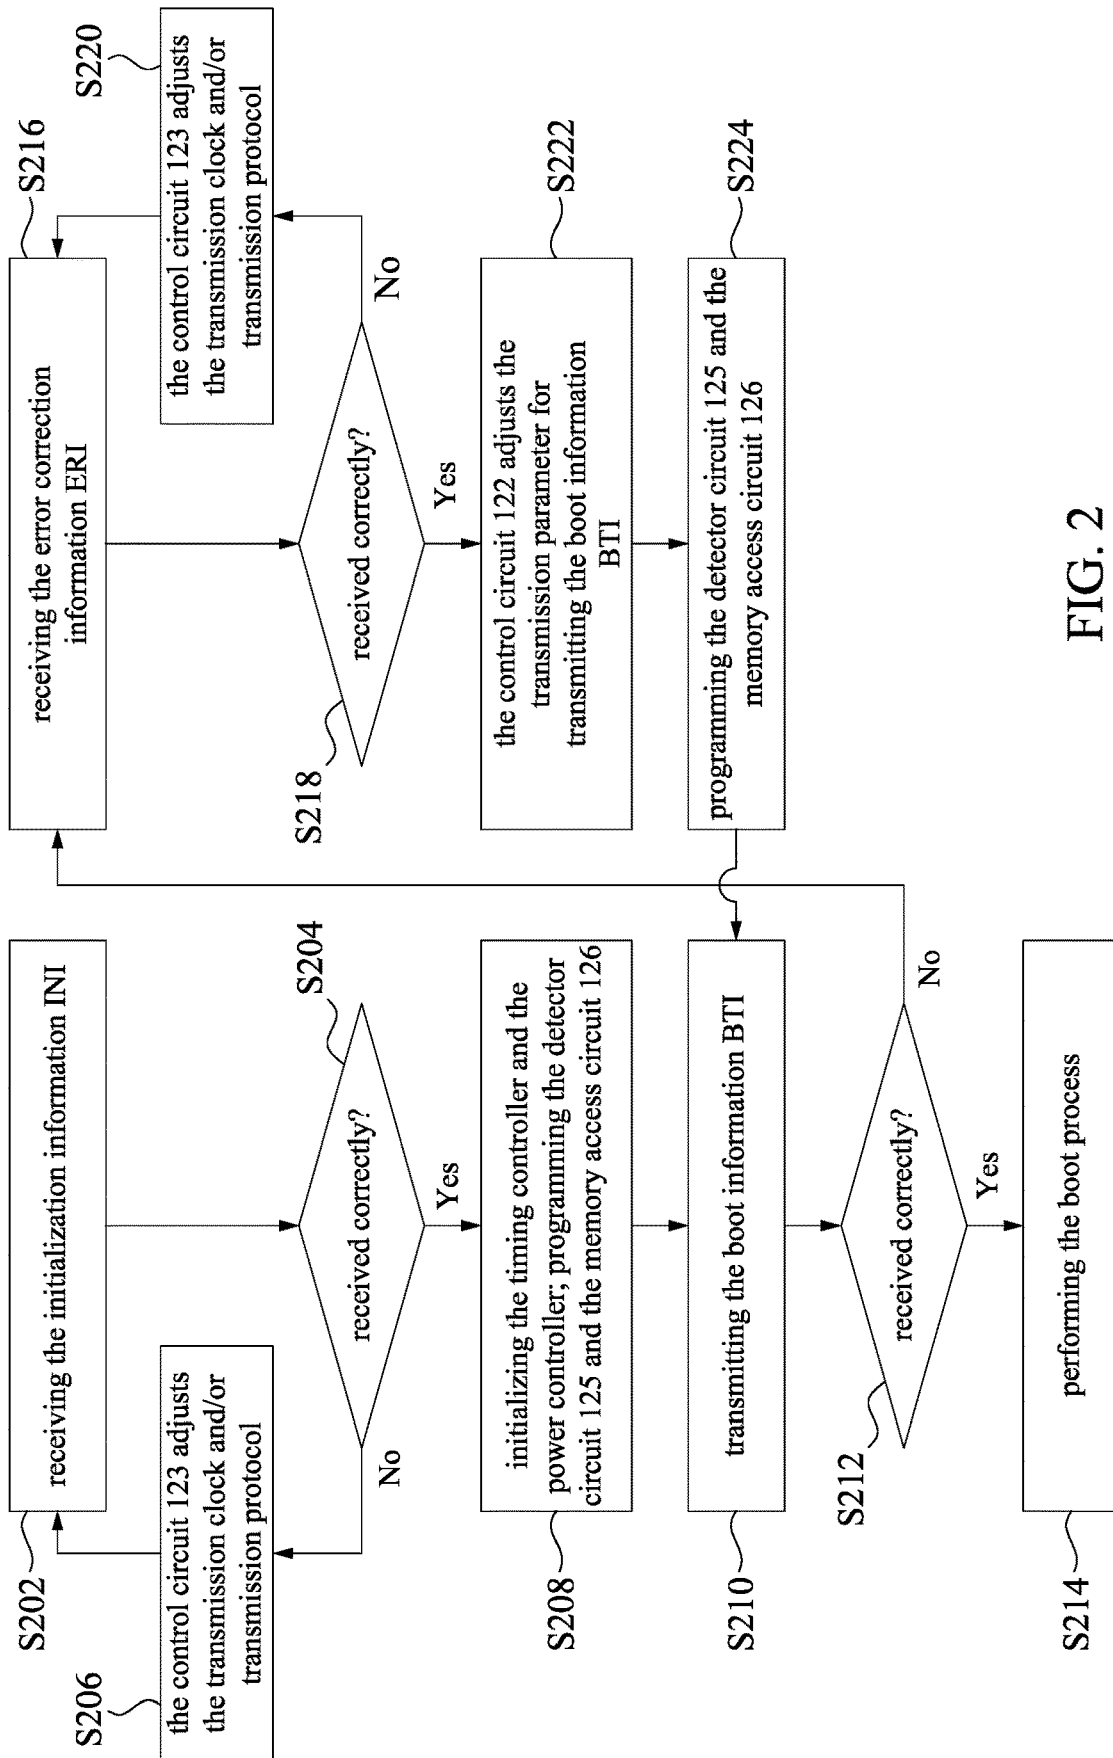 S202
receiving the initialization information INI
S204
received correctly?
No
Yes
S206
the control circuit 123 adjusts
the transmission clock and/or
transmission protocol
S208
initializing the timing controller and the
power controller; programming the detector
circuit 125 and the memory access circuit 126
S210
transmitting the boot information BTI
S212
received correctly?
No
Yes
S214
performing the boot process
S216
receiving the error correction
information ERI
S218
received correctly?
No
Yes
S220
the control circuit 123 adjusts
the transmission clock and/or
transmission protocol
S222
the control circuit 122 adjusts the
transmission parameter for
transmitting the boot information
BTI
S224
programming the detector circuit 125 and the
memory access circuit 126
FIG. 2